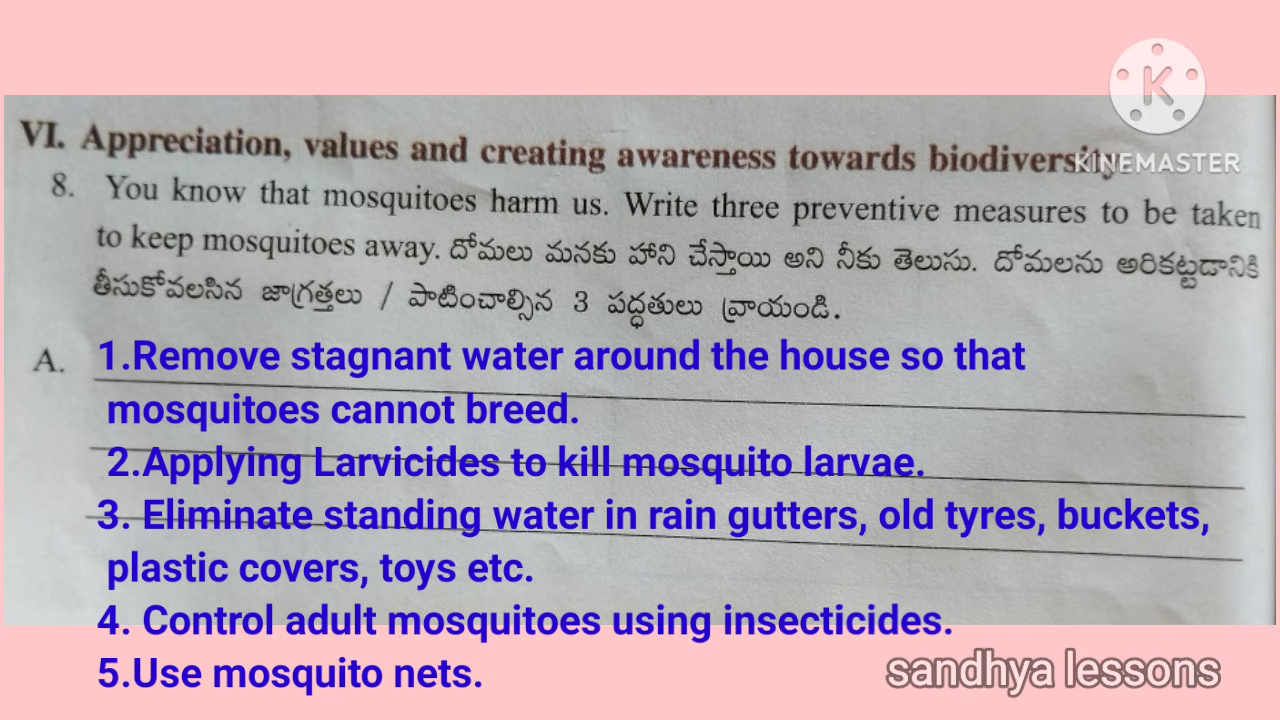 K
KINEMASTER
VI. Appreciation, values and creating awareness towards biodiversity
8. You know that mosquitoes harm us. Write three preventive measures to be taken
to keep mosquitoes away. దోమలు మనకు హాని చేస్తాయి అని నీకు తెలుసు. దోమలను అరికట్టడానికి
తీసుకోవలసిన జాగ్రత్తలు / పాటించాల్సిన 3 పద్ధతులు వ్రాయండి.
A. 1.Remove stagnant water around the house so that
mosquitoes cannot breed.
2.Applying Larvicides to kill mosquito larvae.
3. Eliminate standing water in rain gutters, old tyres, buckets,
plastic covers, toys etc.
4. Control adult mosquitoes using insecticides.
5.Use mosquito nets.
sandhya lessons